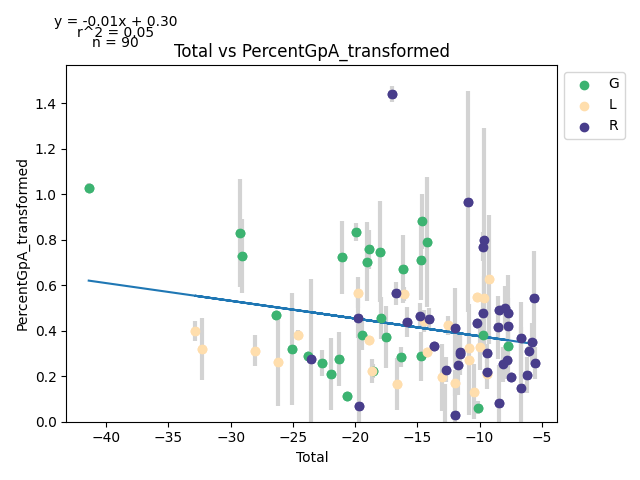 y = -0.01x + 0.30
r^2 = 0.05
n = 90
Total vs PercentGpA_transformed
G
L
R
PercentGpA_transformed
1.4
1.2
1.0
0.8
0.6
0.4
0.2
0.0
−40 −35 −30 −25 −20 −15 −10 −5
Total